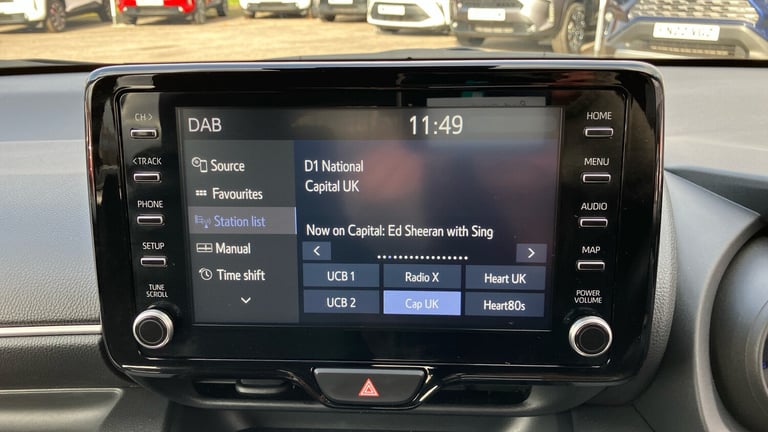 DAB 11:49
CH>
<TRACK
PHONE
SETUP
TUNE
SCROLL
Source
Favourites
Station list
Manual
Time shift
D1 National
Capital UK
Now on Capital: Ed Sheeran with Sing
< >
UCB 1 Radio X Heart UK
UCB 2 Cap UK Heart80s
HOME
MENU
AUDIO
MAP
POWER
VOLUME